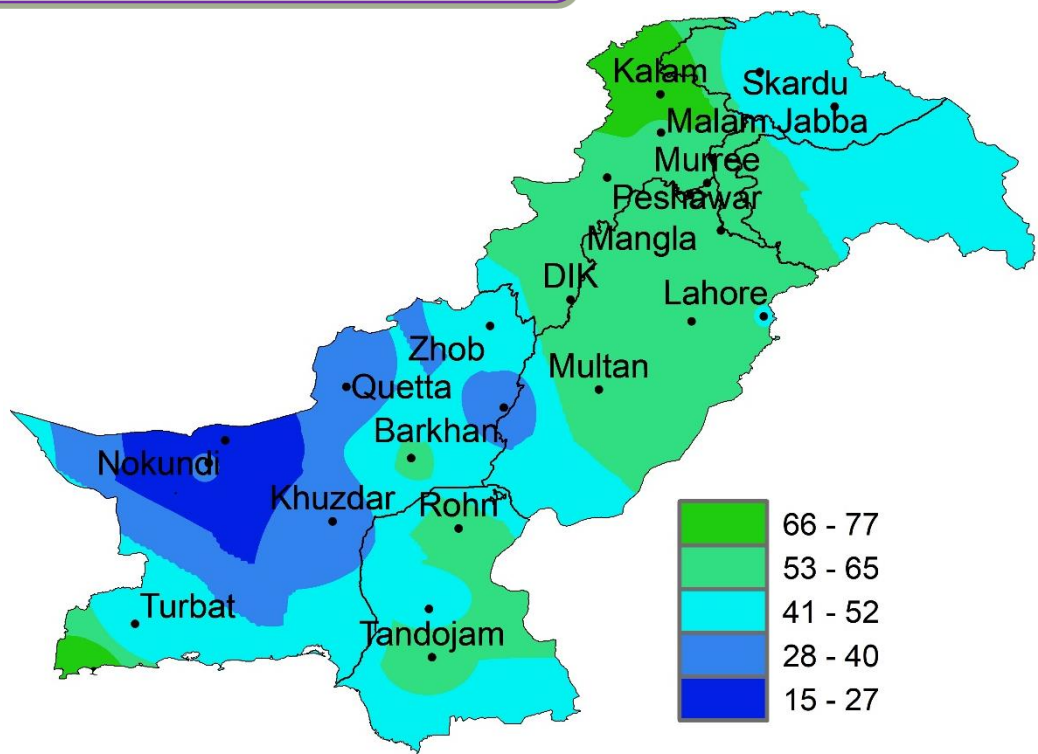 Kalam
Skardu
Malam Jabba
Murree
Peshawar
Mangla
DIK
Lahore
Zhob
Multan
Quetta
Barkhan
Nokundi
Khuzdar
Rohn
Turbat
Tandojam
66 - 77
53 - 65
41 - 52
28 - 40
15 - 27